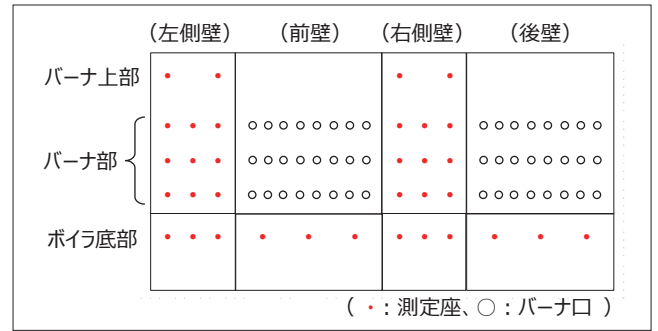 （左側壁） （前壁） （右側壁） （後壁）
バーナ上部
バーナ部
ボイラ底部
（ ・：測定座、○：バーナ口 ）